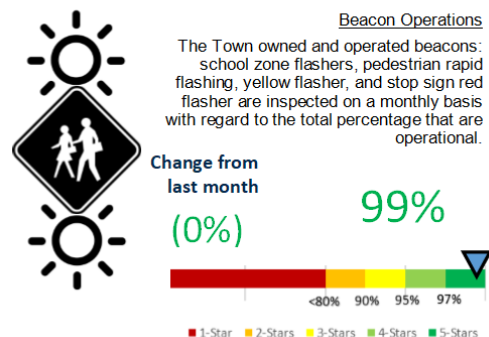 Beacon Operations
The Town owned and operated beacons:
school zone flashers, pedestrian rapid
flashing, yellow flasher, and stop sign red
flasher are inspected on a monthly basis
with regard to the total percentage that are
operational.
Change from
last month
(0%)
99%
<80% 90% 95% 97%
1-Star 2-Stars 3-Stars 4-Stars 5-Stars